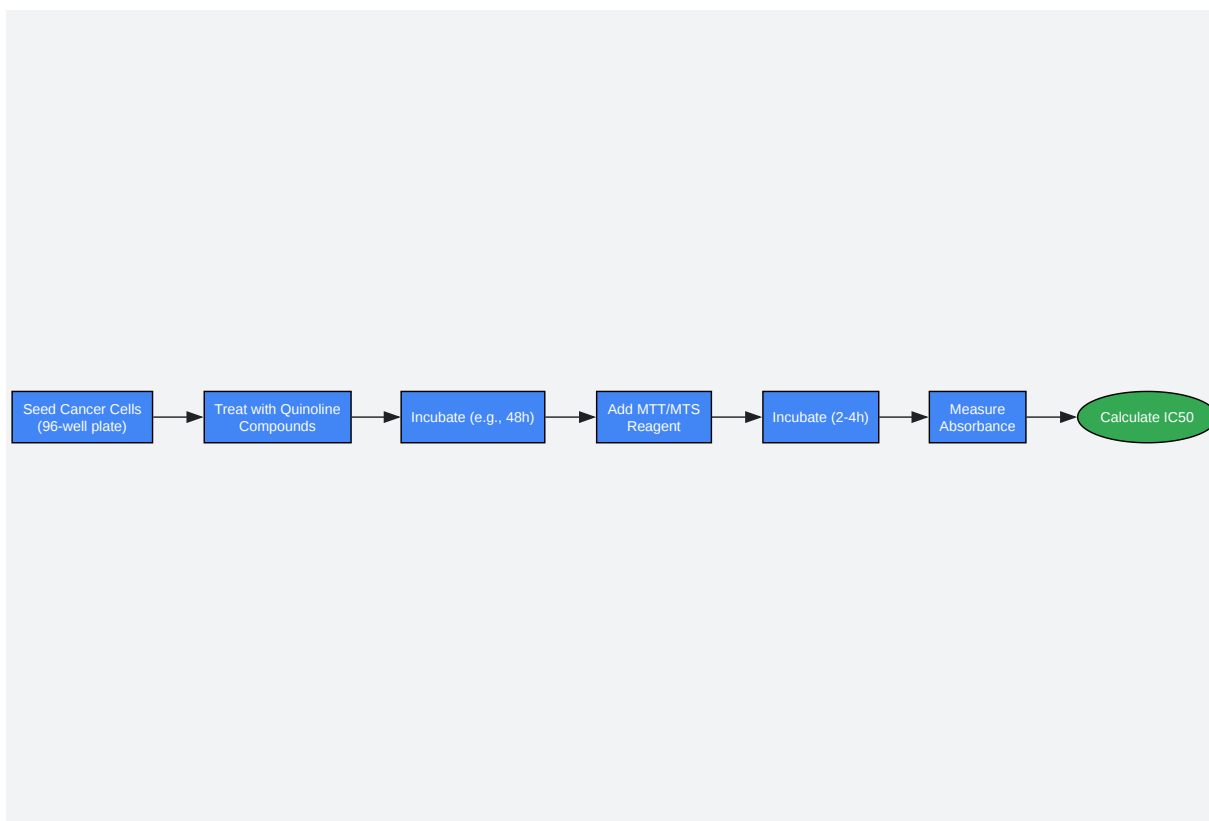 Seed Cancer Cells
(96-well plate)
Treat with Quinoline
Compounds
Incubate (e.g., 48h)
Add MTT/MTS
Reagent
Incubate (2-4h)
Measure
Absorbance
Calculate IC50